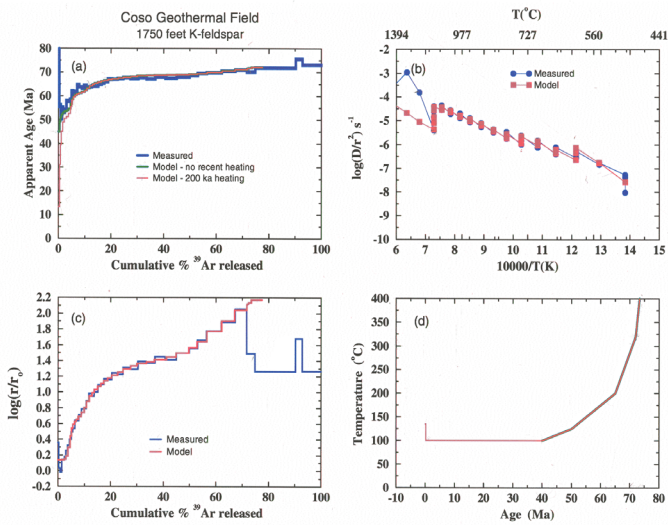 Coso Geothermal Field
1750 feet K-feldspar
(a)
Apparent Age (Ma)
80
70
60
50
40
30
20
10
0
Measured
Model - no recent heating
Model - 200 ka heating
0 20 40 60 80 100
Cumulative % ³⁹Ar released
T(°C)
1394 977 727 560 441
(b)
log(D/r²) s⁻¹
-2
-3
-4
-5
-6
-7
-8
-9
-10
Measured
Model
6 7 8 9 10 11 12 13 14 15
10000/T(K)
(c)
log(r/rₒ)
2.2
2.0
1.8
1.6
1.4
1.2
1.0
0.8
0.6
0.4
0.2
0.0
-0.2
Measured
Model
0 20 40 60 80 100
Cumulative % ³⁹Ar released
(d)
Temperature (°C)
400
350
300
250
200
150
100
50
0
-10 0 10 20 30 40 50 60 70 80
Age (Ma)